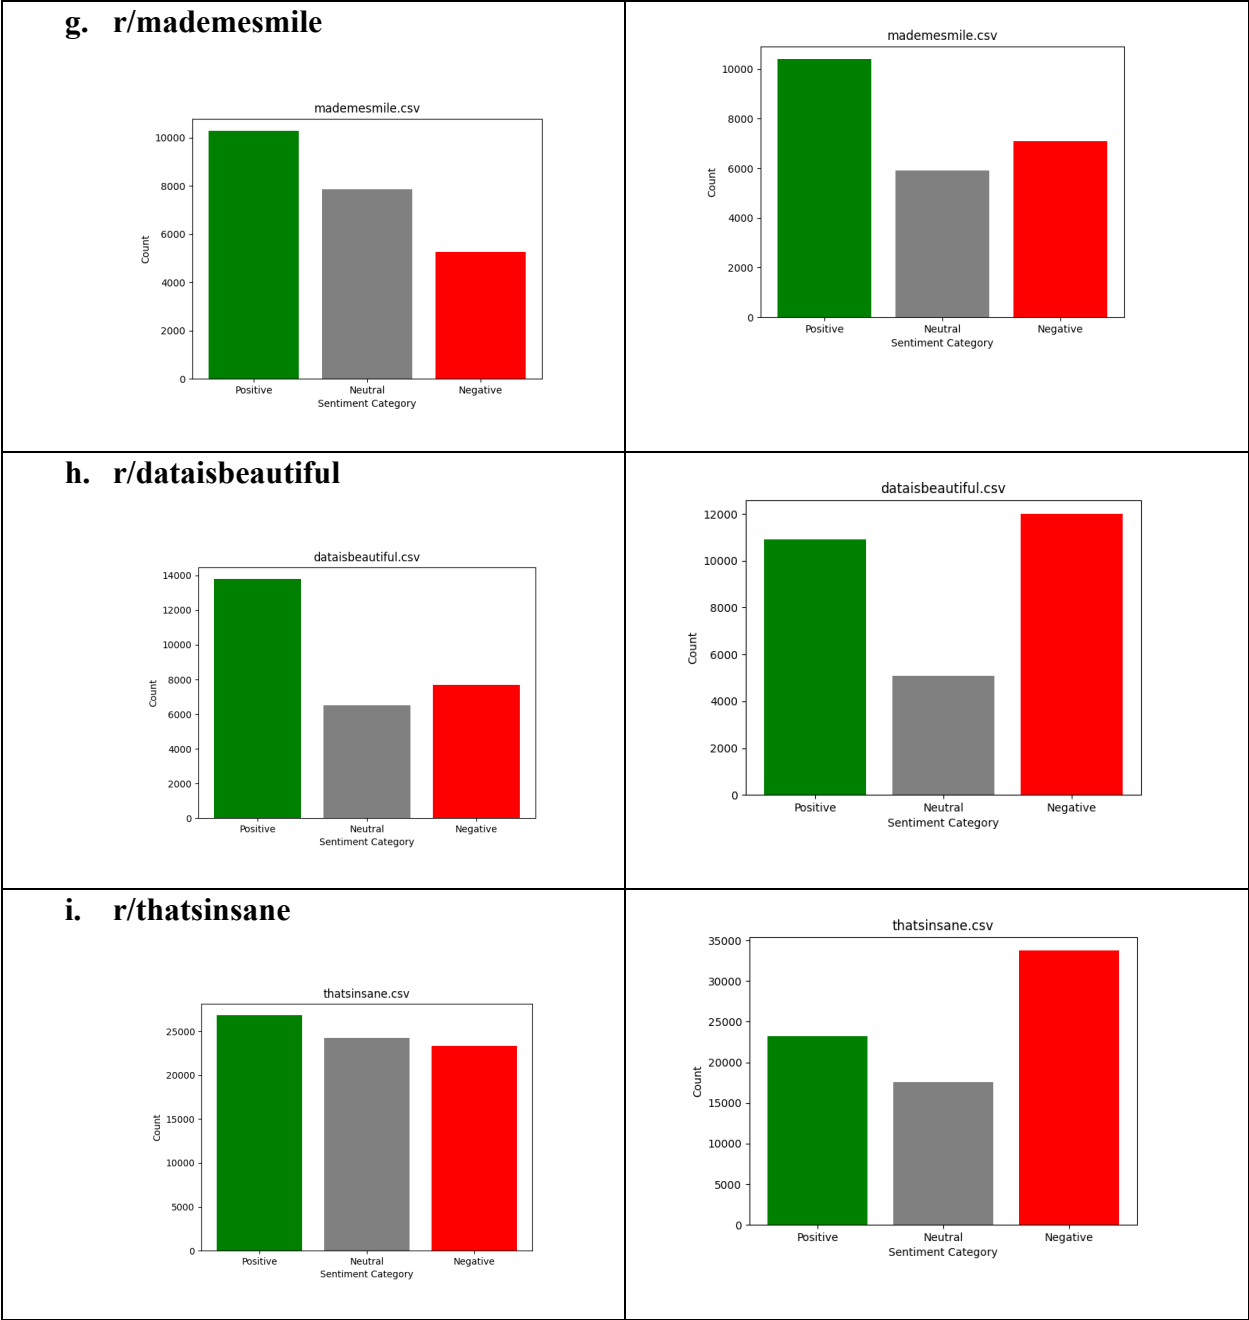 g. r/mademesmile
mademesmile.csv
10000
8000
6000
4000
2000
0
Count
Positive Neutral Negative
Sentiment Category
mademesmile.csv
10000
8000
6000
4000
2000
0
Count
Positive Neutral Negative
Sentiment Category
h. r/dataisbeautiful
dataisbeautiful.csv
14000
12000
10000
8000
6000
4000
2000
0
Count
Positive Neutral Negative
Sentiment Category
dataisbeautiful.csv
12000
10000
8000
6000
4000
2000
0
Count
Positive Neutral Negative
Sentiment Category
i. r/thatsinsane
thatsinsane.csv
25000
20000
15000
10000
5000
0
Count
Positive Neutral Negative
Sentiment Category
thatsinsane.csv
35000
30000
25000
20000
15000
10000
5000
0
Count
Positive Neutral Negative
Sentiment Category